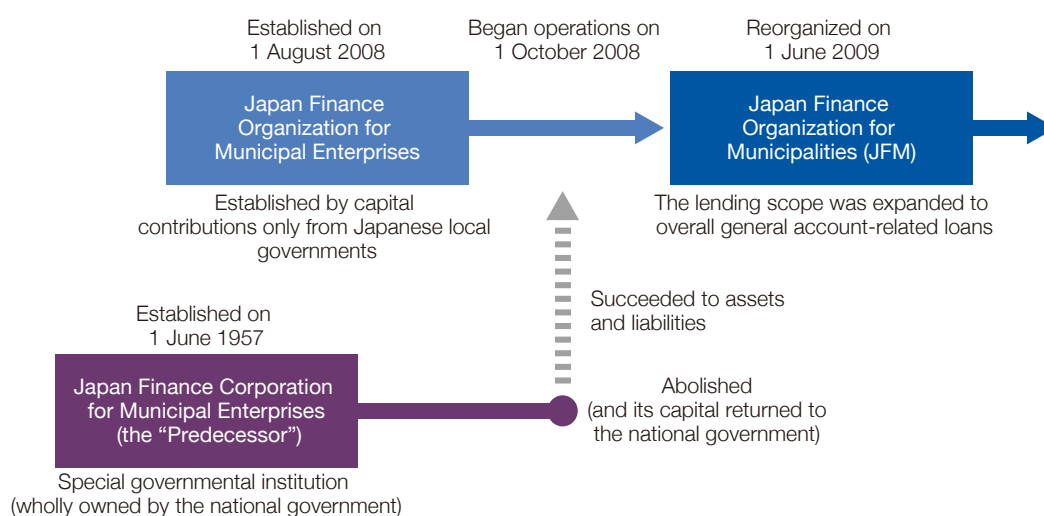 Established on
1 August 2008
Began operations on
1 October 2008
Reorganized on
1 June 2009
Japan Finance
Organization for
Municipal Enterprises
Japan Finance
Organization for
Municipalities (JFM)
Established by capital
contributions only from Japanese local
governments
The lending scope was expanded to
overall general account-related loans
Succeeded to assets
and liabilities
Established on
1 June 1957
Japan Finance Corporation
for Municipal Enterprises
(the “Predecessor”)
Abolished
(and its capital returned to
the national government)
Special governmental institution
(wholly owned by the national government)